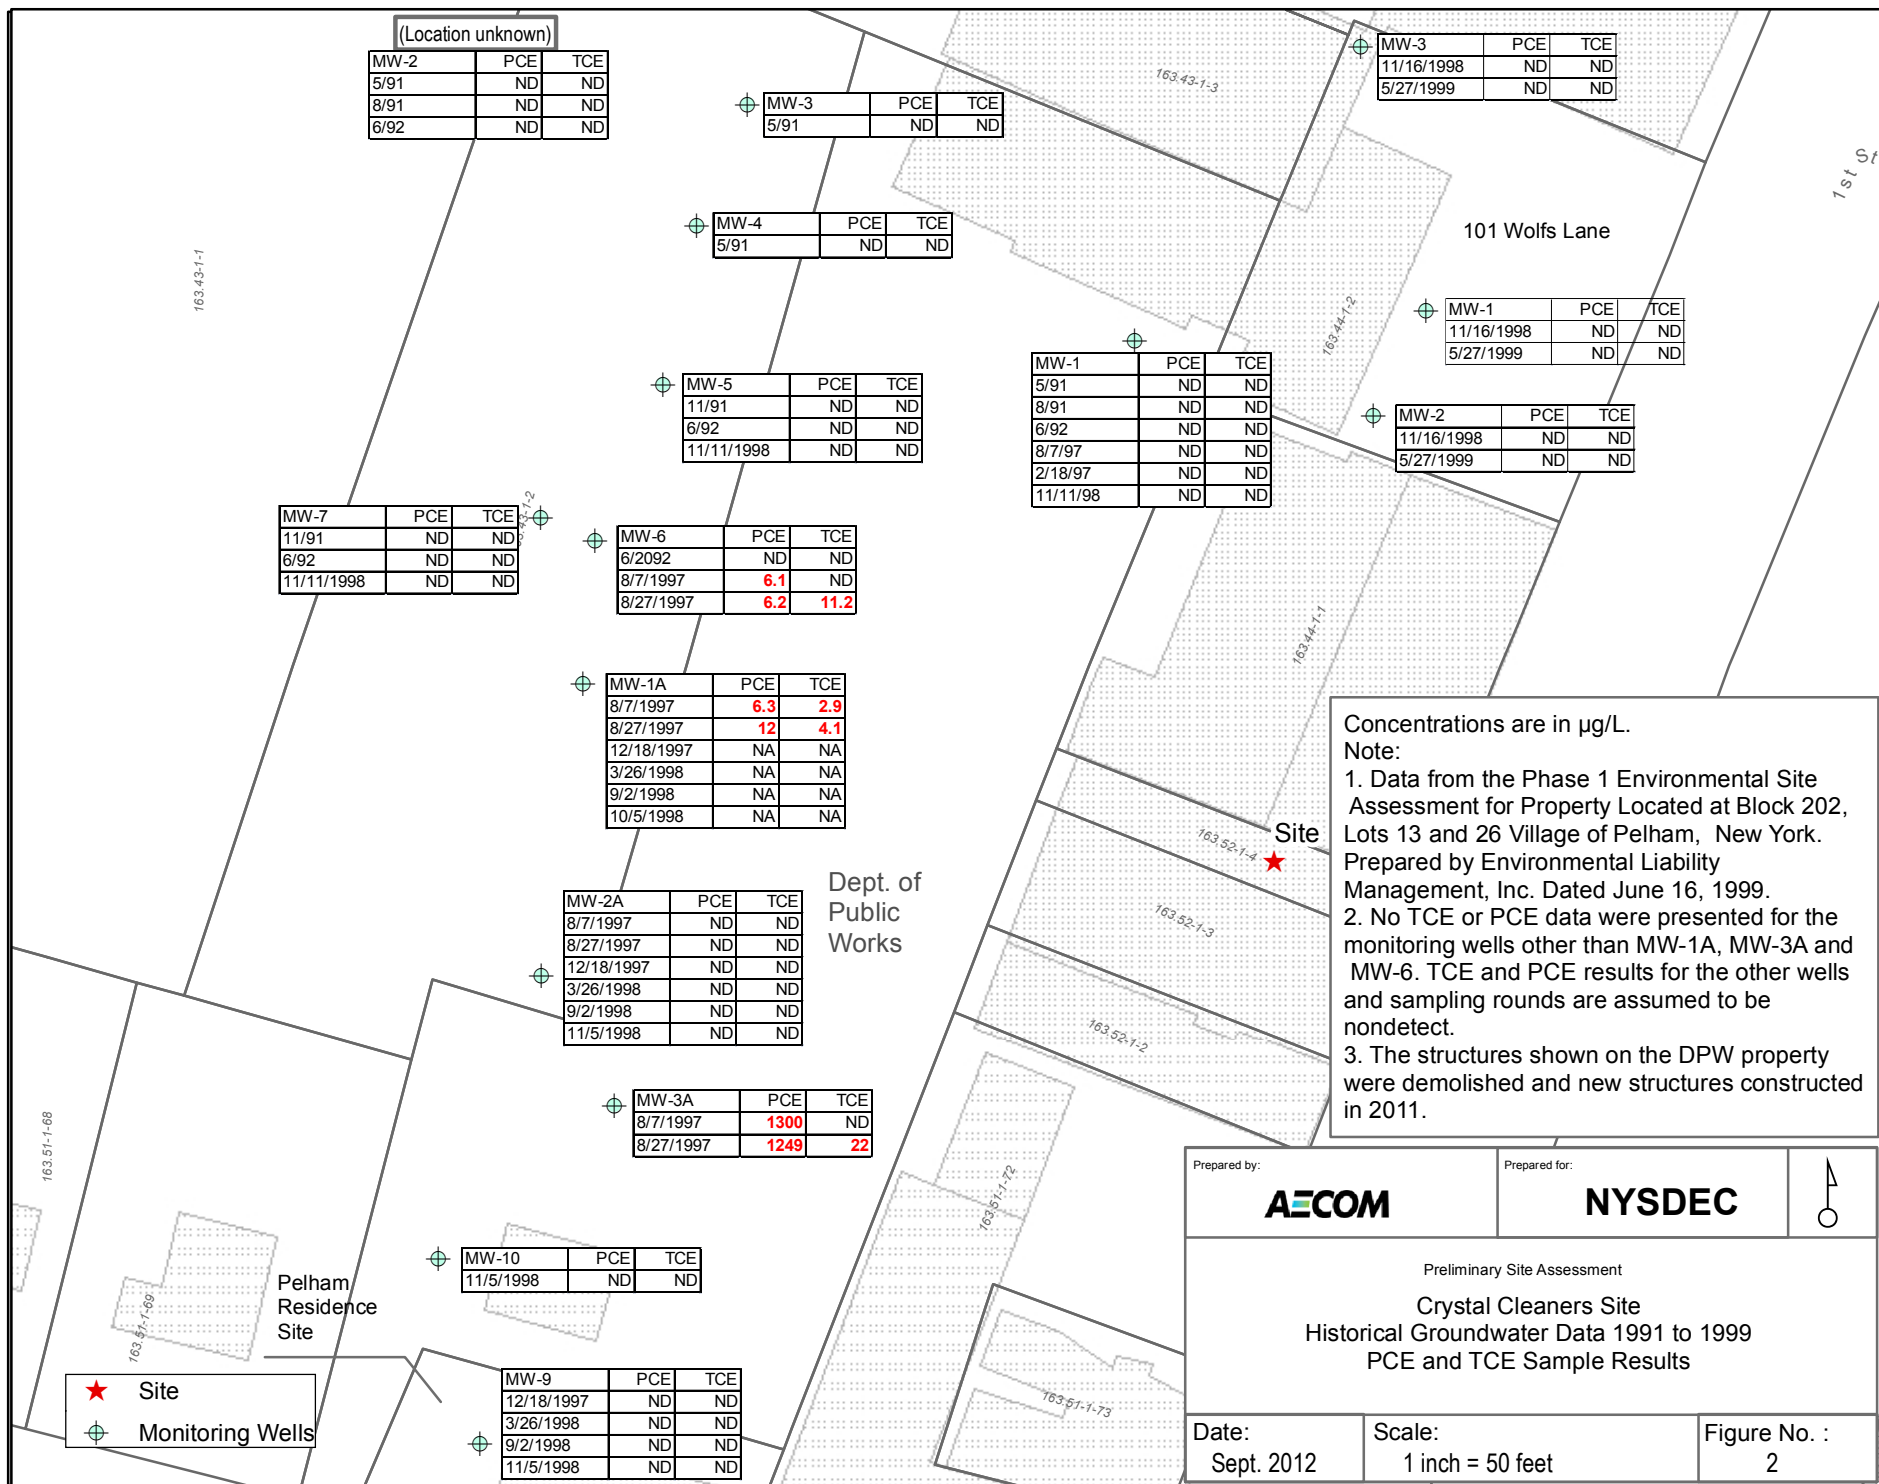 (Location unknown)
MW-2 PCE TCE
5/91 ND ND
8/91 ND ND
6/92 ND ND
MW-3 PCE TCE
5/91 ND ND
163.43-1-3
MW-3 PCE TCE
11/16/1998 ND ND
5/27/1999 ND ND
1st St
MW-4 PCE TCE
5/91 ND ND
101 Wolfs Lane
163.43-1-1
163.44-1-2
MW-1 PCE TCE
11/16/1998 ND ND
5/27/1999 ND ND
MW-5 PCE TCE
11/91 ND ND
6/92 ND ND
11/11/1998 ND ND
MW-1 PCE TCE
5/91 ND ND
8/91 ND ND
6/92 ND ND
8/7/97 ND ND
2/18/97 ND ND
11/11/98 ND ND
MW-2 PCE TCE
11/16/1998 ND ND
5/27/1999 ND ND
MW-7 PCE TCE
11/91 ND ND
6/92 ND ND
11/11/1998 ND ND
MW-6 PCE TCE
6/2092 ND ND
8/7/1997 6.1 ND
8/27/1997 6.2 11.2
163.44-1-1
MW-1A PCE TCE
8/7/1997 6.3 2.9
8/27/1997 12 4.1
12/18/1997 NA NA
3/26/1998 NA NA
9/2/1998 NA NA
10/5/1998 NA NA
Site
163.52-1-4
163.52-1-3
163.52-1-2
Dept. of
Public
Works
MW-2A PCE TCE
8/7/1997 ND ND
8/27/1997 ND ND
12/18/1997 ND ND
3/26/1998 ND ND
9/2/1998 ND ND
11/5/1998 ND ND
Concentrations are in µg/L.
Note:
1. Data from the Phase 1 Environmental Site
Assessment for Property Located at Block 202,
Lots 13 and 26 Village of Pelham, New York.
Prepared by Environmental Liability
Management, Inc. Dated June 16, 1999.
2. No TCE or PCE data were presented for the
monitoring wells other than MW-1A, MW-3A and
MW-6. TCE and PCE results for the other wells
and sampling rounds are assumed to be
nondetect.
3. The structures shown on the DPW property
were demolished and new structures constructed
in 2011.
MW-3A PCE TCE
8/7/1997 1300 ND
8/27/1997 1249 22
163.51-1-68
163.51-1-72
MW-10 PCE TCE
11/5/1998 ND ND
Pelham
Residence
Site
163.51-1-69
163.51-1-73
MW-9 PCE TCE
12/18/1997 ND ND
3/26/1998 ND ND
9/2/1998 ND ND
11/5/1998 ND ND
Site
Monitoring Wells
Prepared by:
AECOM
Prepared for:
NYSDEC
Preliminary Site Assessment
Crystal Cleaners Site
Historical Groundwater Data 1991 to 1999
PCE and TCE Sample Results
Date:
Sept. 2012
Scale:
1 inch = 50 feet
Figure No. :
2